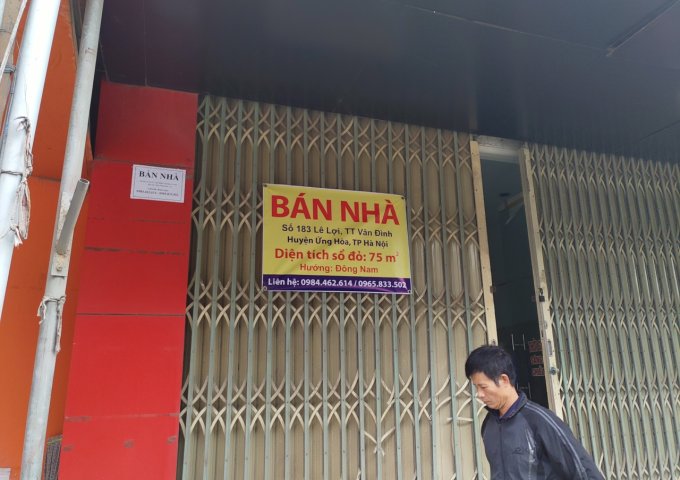 BÁN NHÀ
BÁN NHÀ
Số 183 Lê Lợi, TT Vân Đình
Huyện Ứng Hòa, TP Hà Nội
Diện tích sổ đỏ: 75 m²
Hướng: Đông Nam
Liên hệ: 0984.462.614 / 0965.833.502